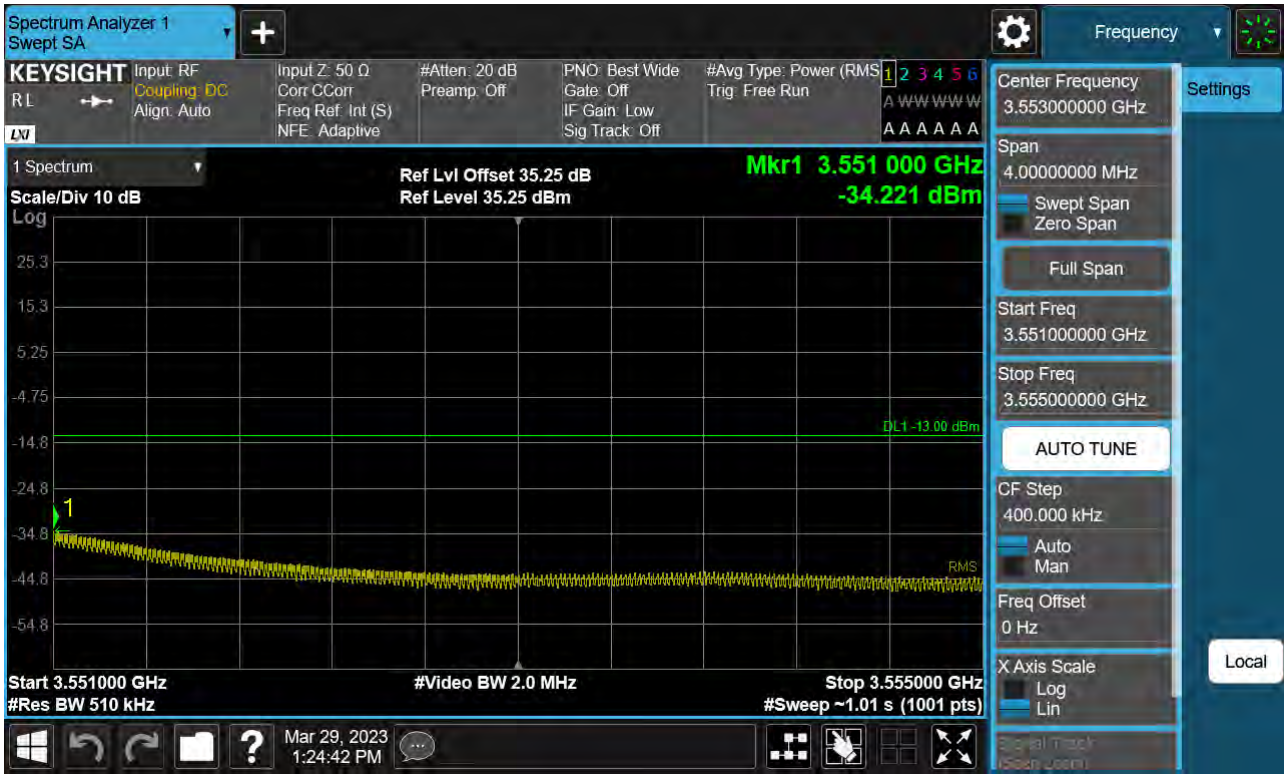 Spectrum Analyzer 1
Swept SA
+
Frequency
KEYSIGHT
RL
LXI
Input: RF
Coupling: DC
Align: Auto
Input Z: 50 Ω
Corr CCorr
Freq Ref: Int (S)
NFE: Adaptive
#Atten: 20 dB
Preamp: Off
PNO: Best Wide
Gate: Off
IF Gain: Low
Sig Track: Off
#Avg Type: Power (RMS
Trig: Free Run
1 2 3 4 5 6
A W W W W W
A A A A A A
1 Spectrum
Scale/Div 10 dB
Ref Lvl Offset 35.25 dB
Ref Level 35.25 dBm
Mkr1 3.551 000 GHz
-34.221 dBm
Log
25.3
15.3
5.25
-4.75
DL1 -13.00 dBm
-14.8
-24.8
1
-34.8
RMS
-44.8
-54.8
Start 3.551000 GHz
#Video BW 2.0 MHz
Stop 3.555000 GHz
#Res BW 510 kHz
#Sweep ~1.01 s (1001 pts)
Center Frequency
3.553000000 GHz
Settings
Span
4.00000000 MHz
Swept Span
Zero Span
Full Span
Start Freq
3.551000000 GHz
Stop Freq
3.555000000 GHz
AUTO TUNE
CF Step
400.000 kHz
Auto
Man
Freq Offset
0 Hz
X Axis Scale
Log
Lin
Local
Signal Track
(Span Zoom)
?
Mar 29, 2023
1:24:42 PM